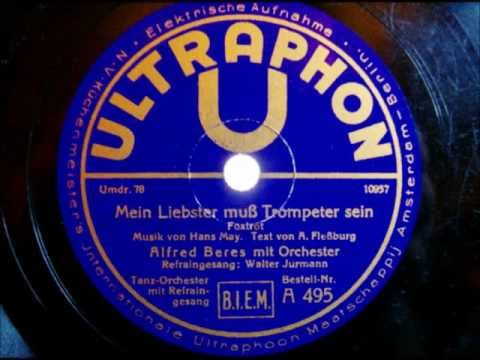 · Elektrische Aufnahme ·
ULTRAPHON
U
Umdr. 78
10957
Mein Liebster muß Trompeter sein
Foxtrot
Musik von Hans May. Text von A. Fleßburg
Alfred Beres mit Orchester
Refraingesang: Walter Jurmann
Tanz-Orchester
mit Refrain-
gesang
B.I.E.M.
Bestell-Nr.
A 495
N.V. Küchenmeisters Internationale Ultraphoon Maatschappij Amsterdam–Berlin.